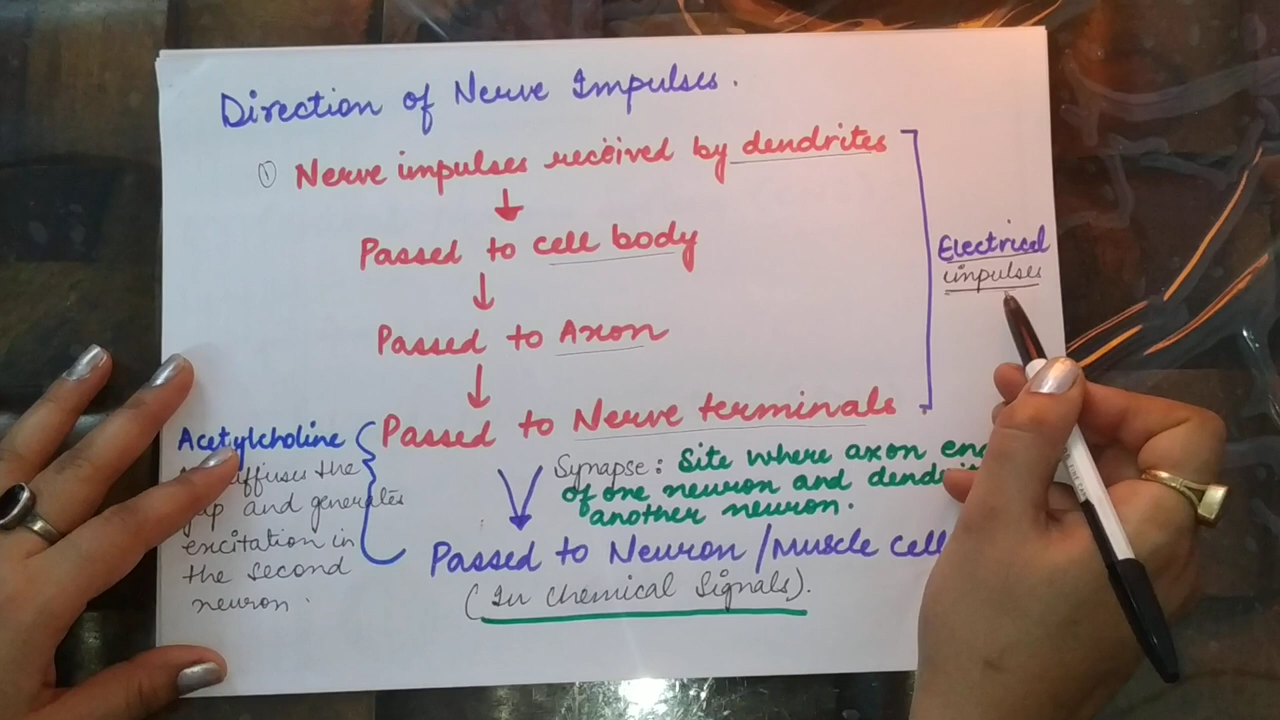 Direction of Nerve Impulses.
① Nerve impulses received by dendrites
↓
Passed to cell body
↓
Passed to Axon
↓
Passed to Nerve terminals
Electrical
impulses
Acetylcholine
the
and generates
excitation in
the second
neuron.
Synapse: Site where axon
of one neuron and
another neuron.
Passed to Neuron / Muscle cell
(In chemical signals).